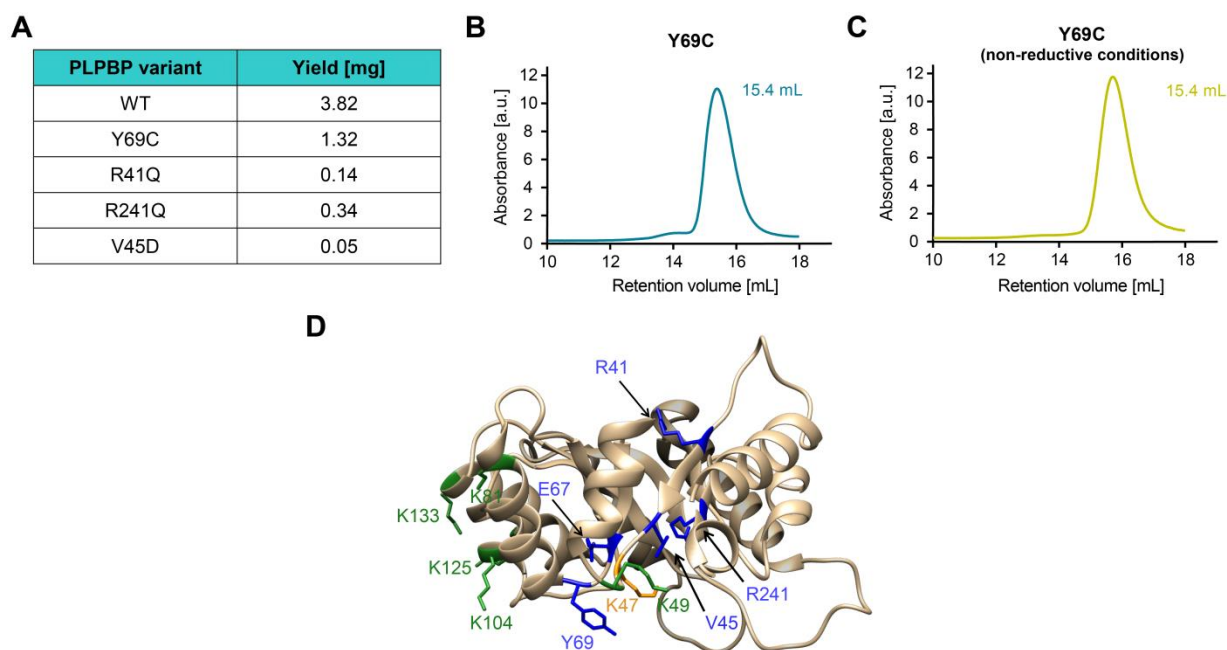 A
PLPBP variant Yield [mg]
WT 3.82
Y69C 1.32
R41Q 0.14
R241Q 0.34
V45D 0.05
B
Y69C
15.4 mL
Absorbance [a.u.]
12
10
8
6
4
2
0
10 12 14 16 18
Retention volume [mL]
C
Y69C
(non-reductive conditions)
15.4 mL
Absorbance [a.u.]
12
10
8
6
4
2
0
10 12 14 16 18
Retention volume [mL]
D
R41
K81
E67
K133
K125
K47
K49
R241
K104
V45
Y69